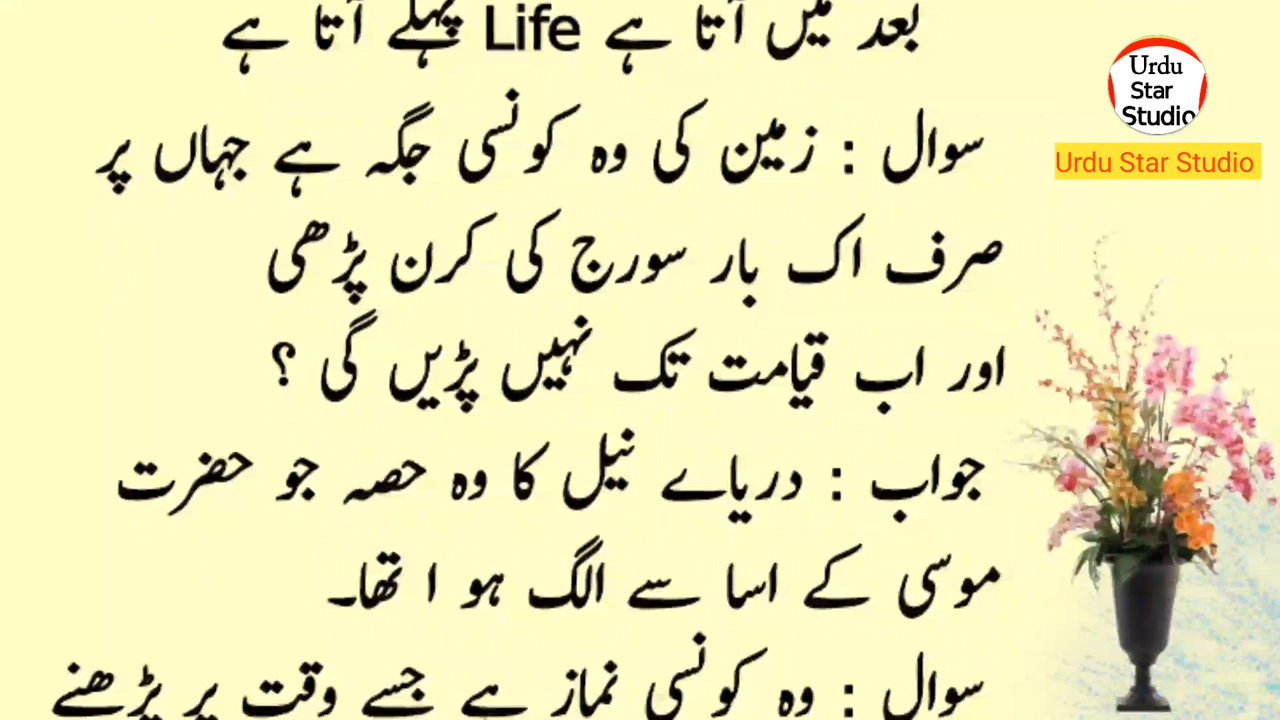 بعد میں آتا ہے Life پہلے آتا ہے
سوال : زمین کی وہ کونسی جگہ ہے جہاں پر
صرف اک بار سورج کی کرن پڑھی
اور اب قیامت تک نہیں پڑیں گی ؟
جواب : دریاے نیل کا وہ حصہ جو حضرت
موسی کے اسا سے الگ ہو ا تھا۔
سوال : وہ کونسی نماز ہے جسے وقت پر پڑھنے
Urdu
Star
Studio
Urdu Star Studio